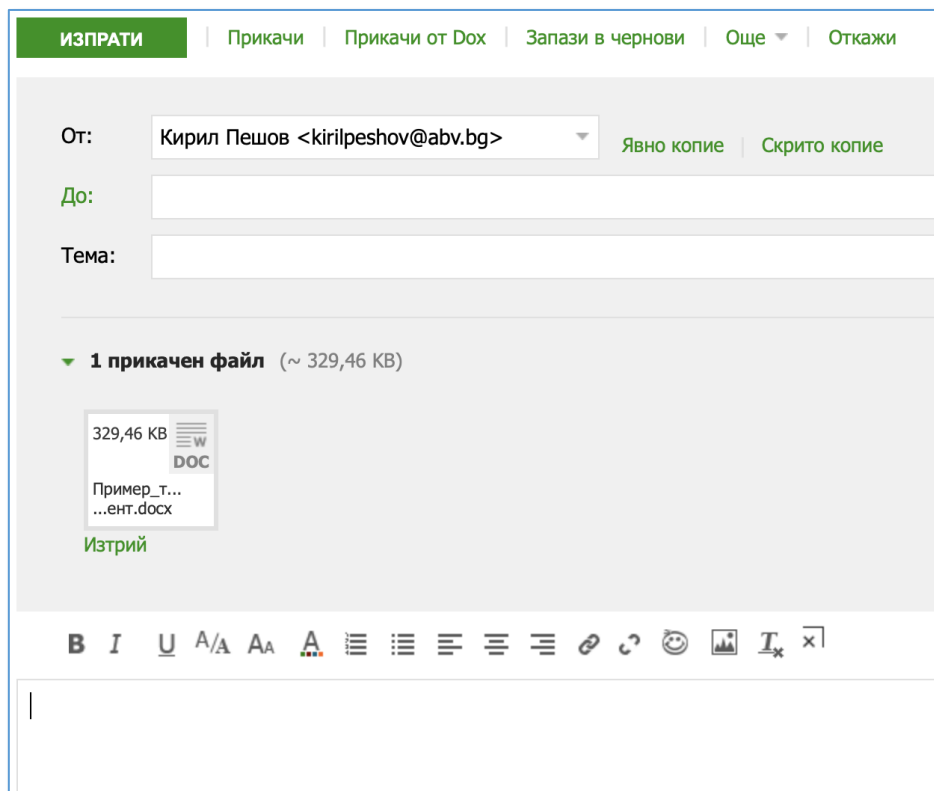 ИЗПРАТИ Прикачи Прикачи от Dox Запази в чернови Още Откажи
От: Кирил Пешов <kirilpeshov@abv.bg> Явно копие Скрито копие
До:
Тема:
1 прикачен файл (~ 329,46 KB)
329,46 KB W
DOC
Пример_т...
...ент.docx
Изтрий
B I U A/A AA A